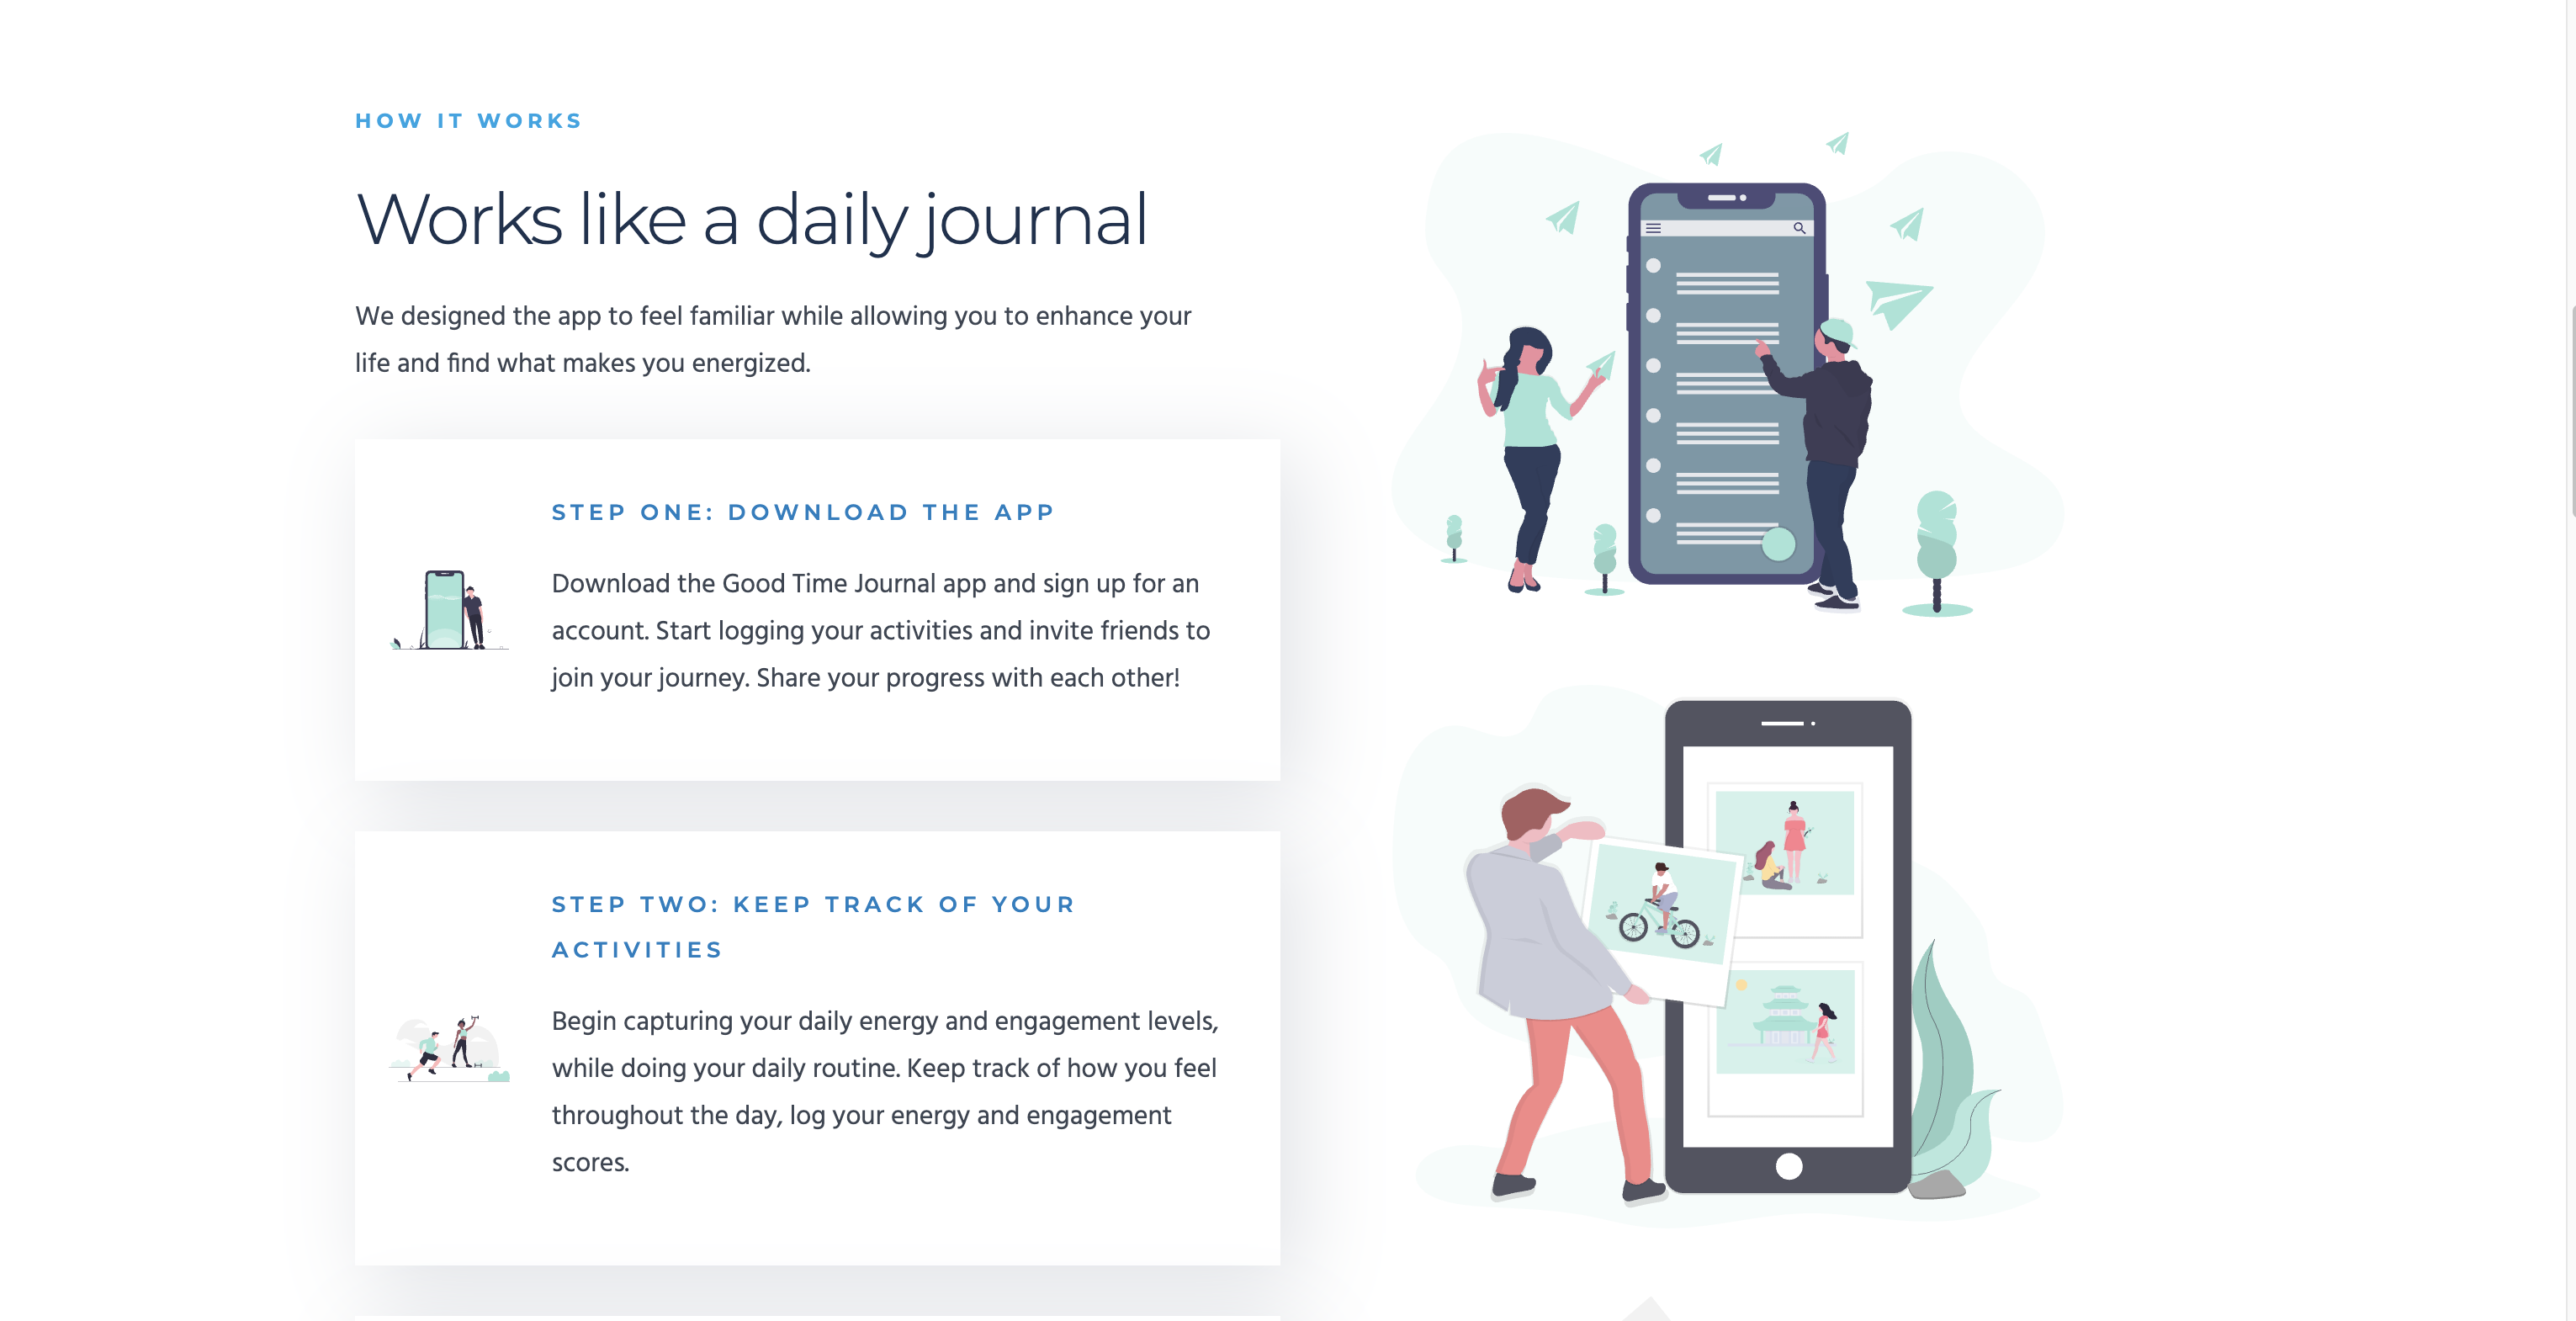 HOW IT WORKS
Works like a daily journal
We designed the app to feel familiar while allowing you to enhance your
life and find what makes you energized.
STEP ONE: DOWNLOAD THE APP
Download the Good Time Journal app and sign up for an
account. Start logging your activities and invite friends to
join your journey. Share your progress with each other!
STEP TWO: KEEP TRACK OF YOUR
ACTIVITIES
Begin capturing your daily energy and engagement levels,
while doing your daily routine. Keep track of how you feel
throughout the day, log your energy and engagement
scores.